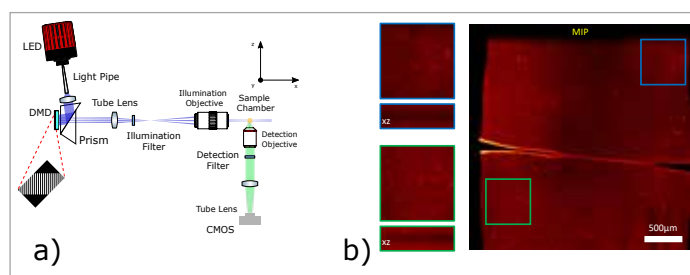 LED
Light Pipe
DMD
Tube Lens
Prism
Illumination
Filter
Illumination
Objective
Sample
Chamber
Detection
Objective
Detection
Filter
Tube Lens
CMOS
z
Y
x
a)
b)
xz
xz
MIP
500µm